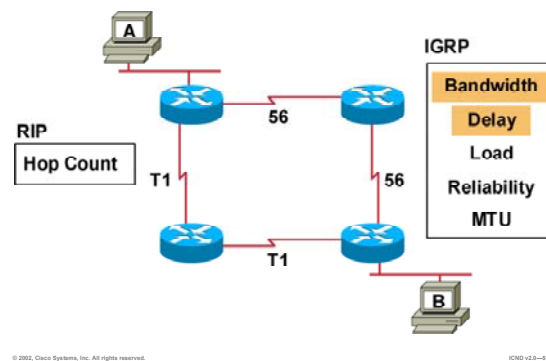 A
IGRP
Bandwidth
Delay
Load
Reliability
MTU
56
RIP
Hop Count
T1
56
T1
B
© 2002, Cisco Systems, Inc. All rights reserved.
ICND v2.0—5